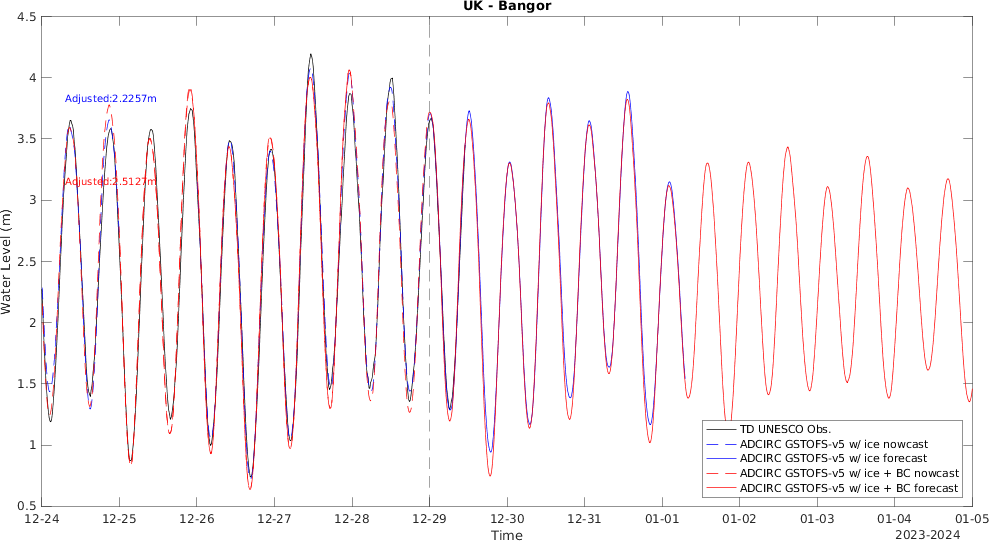 UK - Bangor
4.5
4
3.5
3
2.5
2
1.5
1
0.5
Water Level (m)
Adjusted:2.2257m
Adjusted:2.5127m
TD UNESCO Obs.
ADCIRC GSTOFS-v5 w/ ice nowcast
ADCIRC GSTOFS-v5 w/ ice forecast
ADCIRC GSTOFS-v5 w/ ice + BC nowcast
ADCIRC GSTOFS-v5 w/ ice + BC forecast
12-24 12-25 12-26 12-27 12-28 12-29 12-30 12-31 01-01 01-02 01-03 01-04 01-05
Time
2023-2024